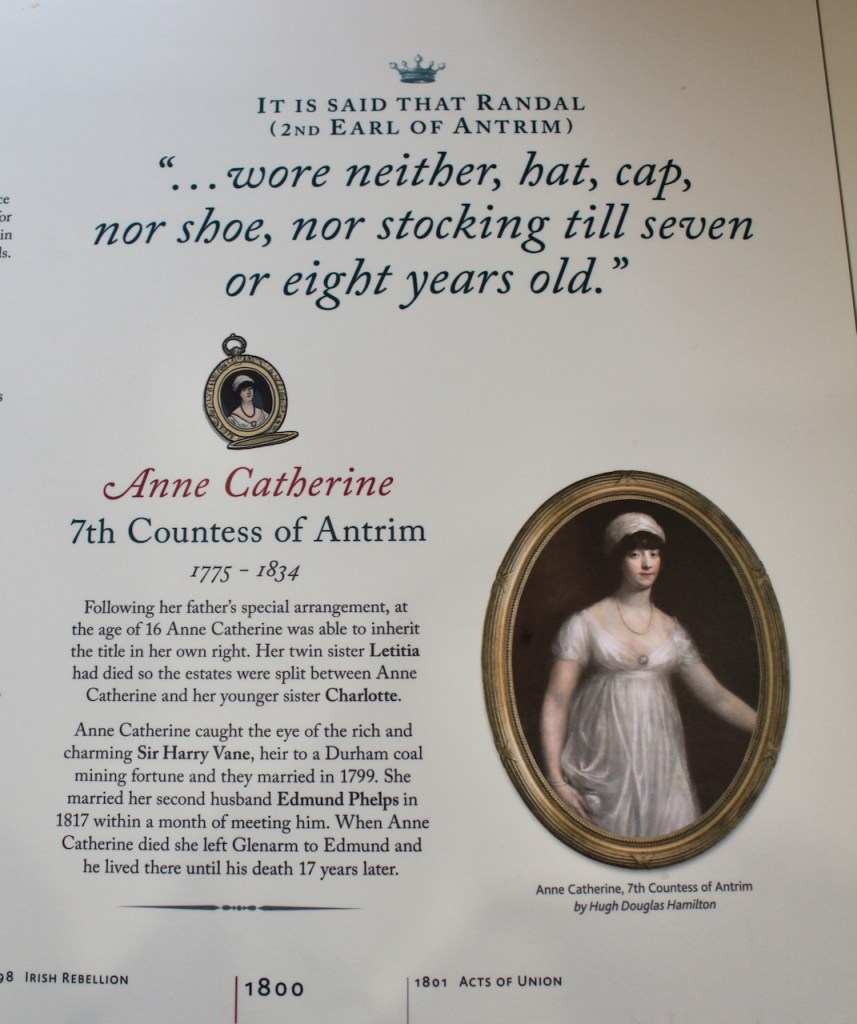 IT IS SAID THAT RANDAL
(2ND EARL OF ANTRIM)
“...wore neither, hat, cap,
nor shoe, nor stocking till seven
or eight years old.”
in
Anne Catherine
7th Countess of Antrim
1775 – 1834
Following her father’s special arrangement, at
the age of 16 Anne Catherine was able to inherit
the title in her own right. Her twin sister Letitia
had died so the estates were split between Anne
Catherine and her younger sister Charlotte.
Anne Catherine caught the eye of the rich and
charming Sir Harry Vane, heir to a Durham coal
mining fortune and they married in 1799. She
married her second husband Edmund Phelps in
1817 within a month of meeting him. When Anne
Catherine died she left Glenarm to Edmund and
he lived there until his death 17 years later.
Anne Catherine, 7th Countess of Antrim
by Hugh Douglas Hamilton
98 IRISH REBELLION
1800
1801 ACTS OF UNION